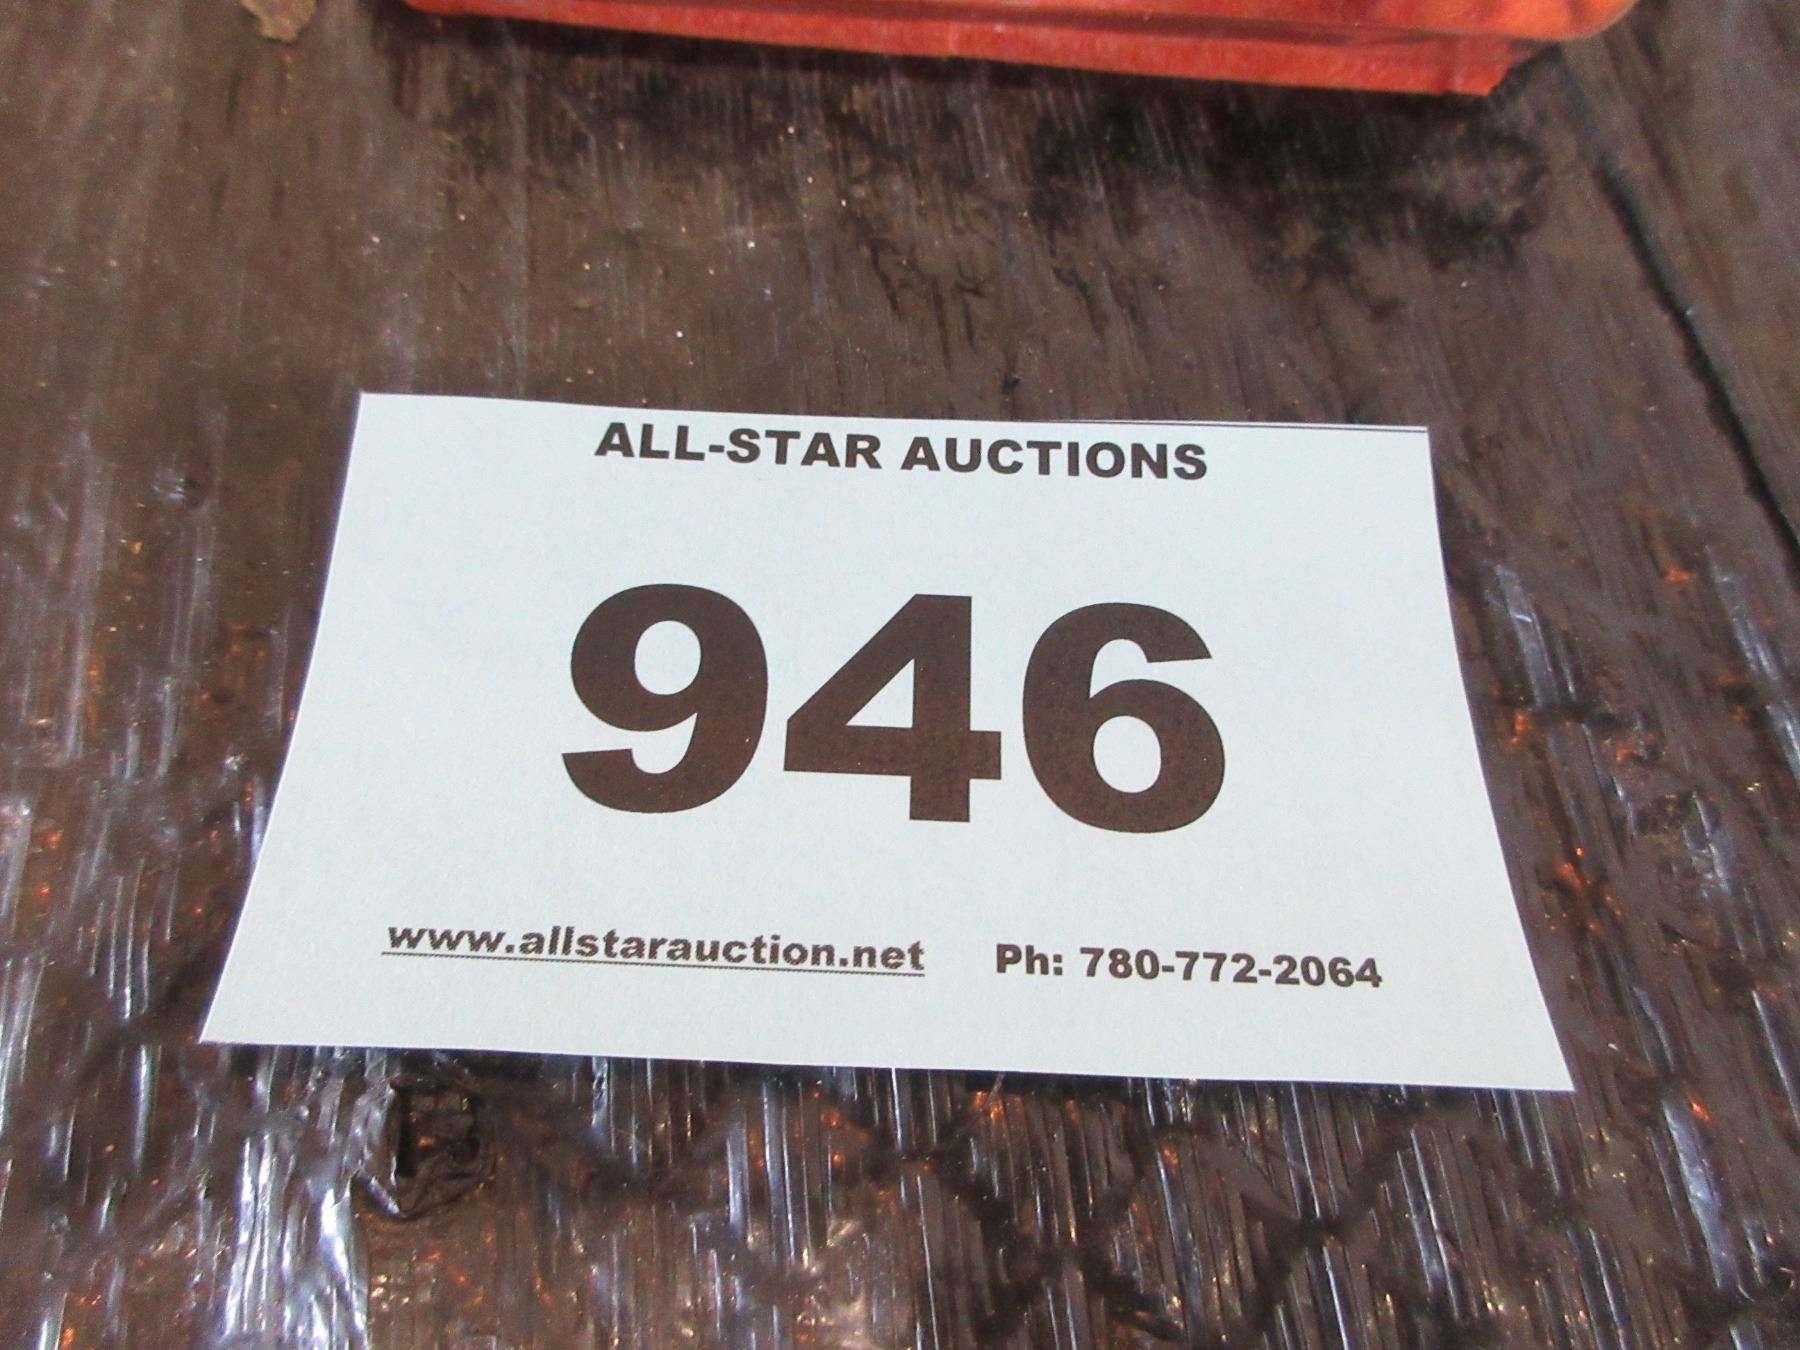 ALL-STAR AUCTIONS
946
www.allstarauction.net Ph: 780-772-2064